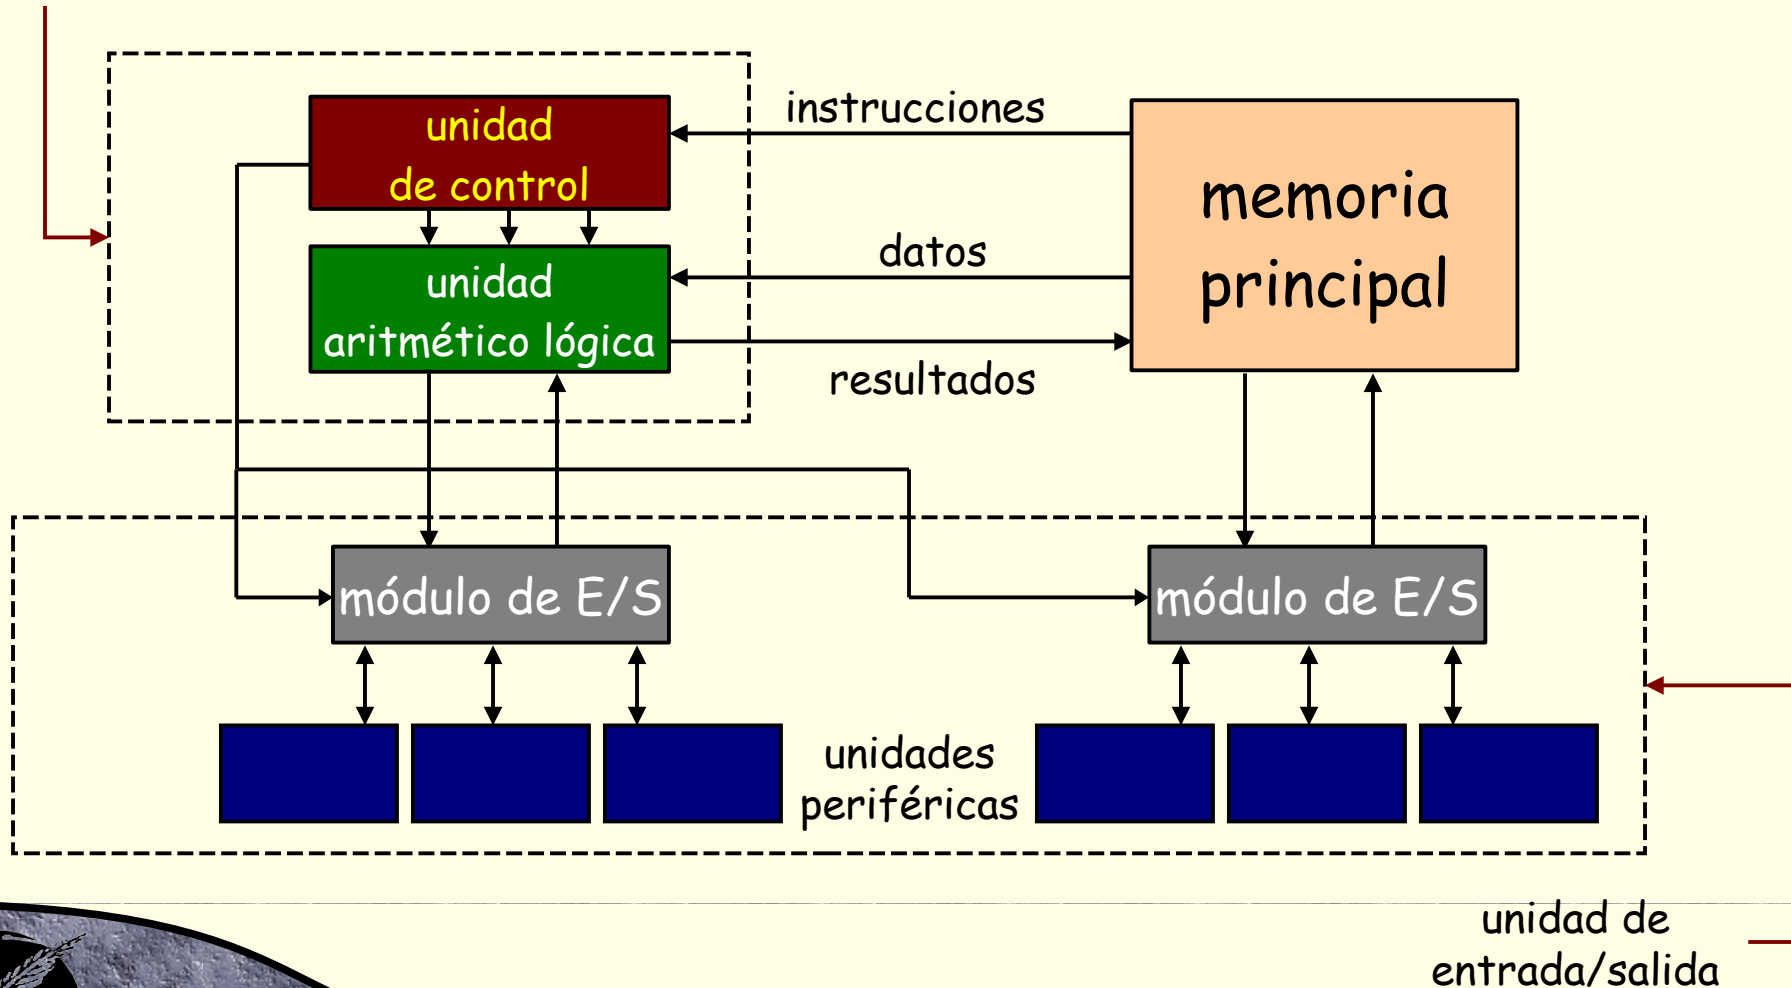 instrucciones
unidad
de control
memoria
principal
datos
unidad
aritmético lógica
resultados
módulo de E/S
módulo de E/S
unidades
periféricas
unidad de
entrada/salida